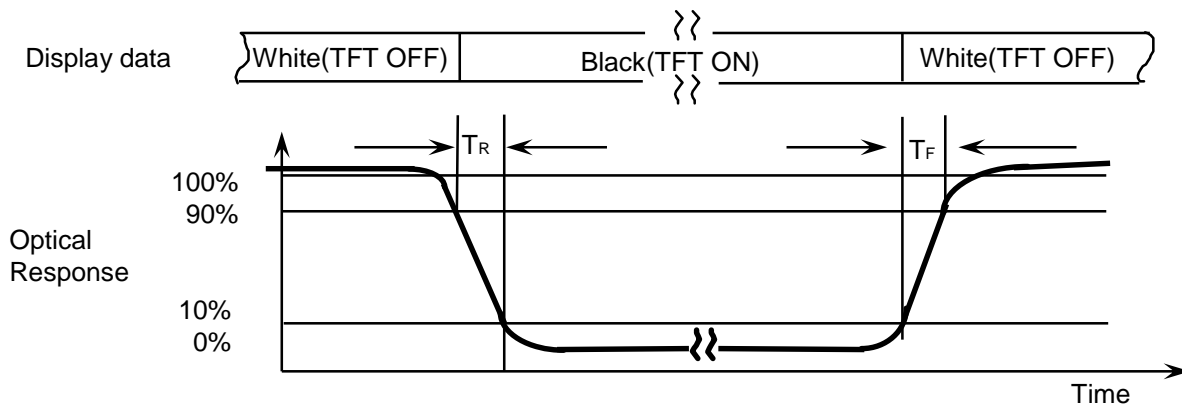 Display data
White(TFT OFF)
Black(TFT ON)
White(TFT OFF)
TR
TF
100%
90%
Optical
Response
10%
0%
Time